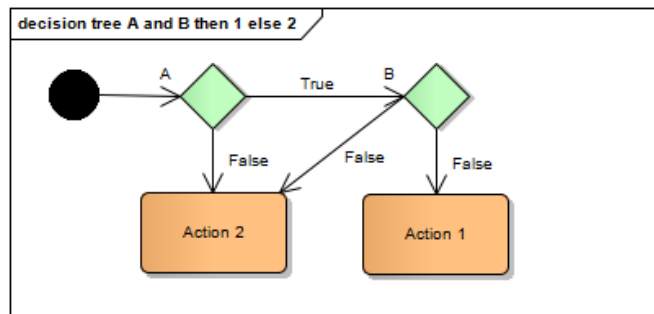 decision tree A and B then 1 else 2
A
True
B
False
False
False
Action 2
Action 1